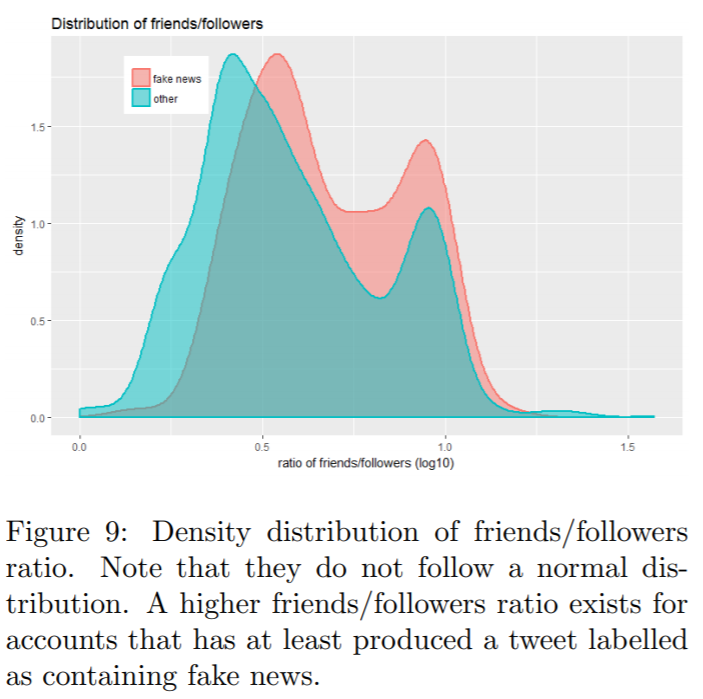 Distribution of friends/followers
fake news
other
1.5
1.0
0.5
0.0
density
0.0 0.5 1.0 1.5
ratio of friends/followers (log10)
Figure 9: Density distribution of friends/followers
ratio. Note that they do not follow a normal dis-
tribution. A higher friends/followers ratio exists for
accounts that has at least produced a tweet labelled
as containing fake news.